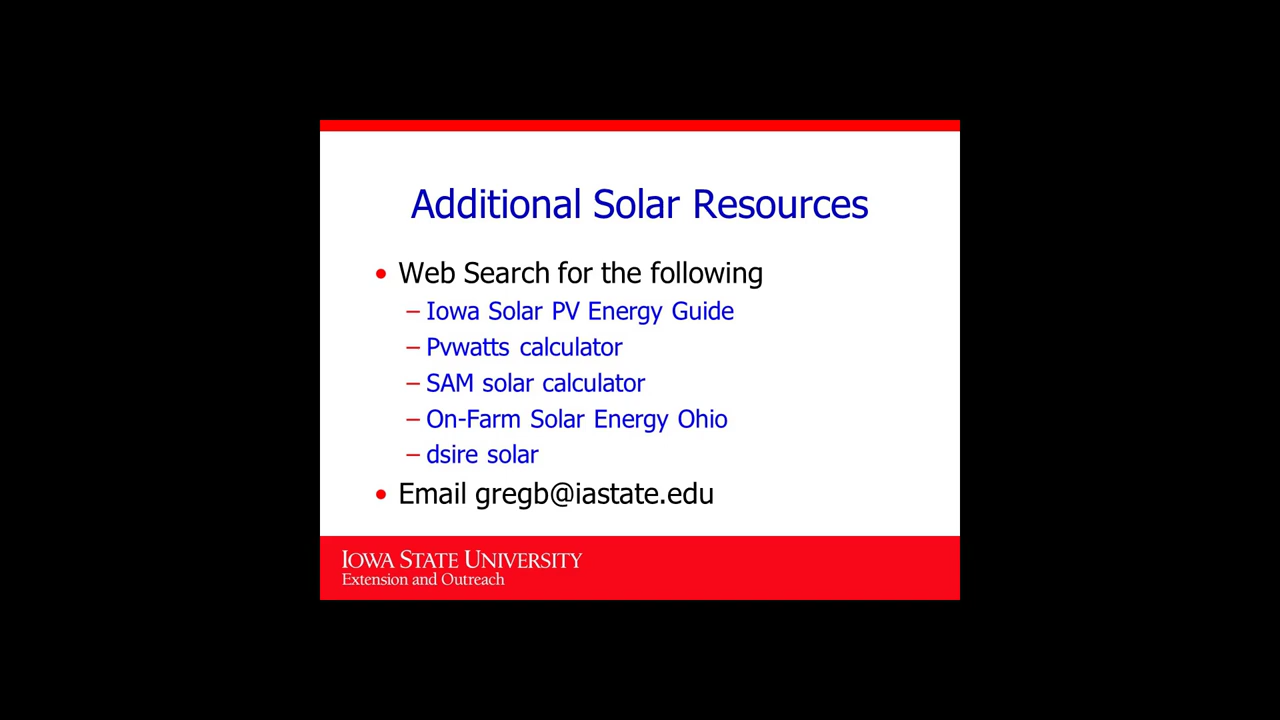 Additional Solar Resources
• Web Search for the following
– Iowa Solar PV Energy Guide
– Pvwatts calculator
– SAM solar calculator
– On-Farm Solar Energy Ohio
– dsire solar
• Email gregb@iastate.edu
IOWA STATE UNIVERSITY
Extension and Outreach